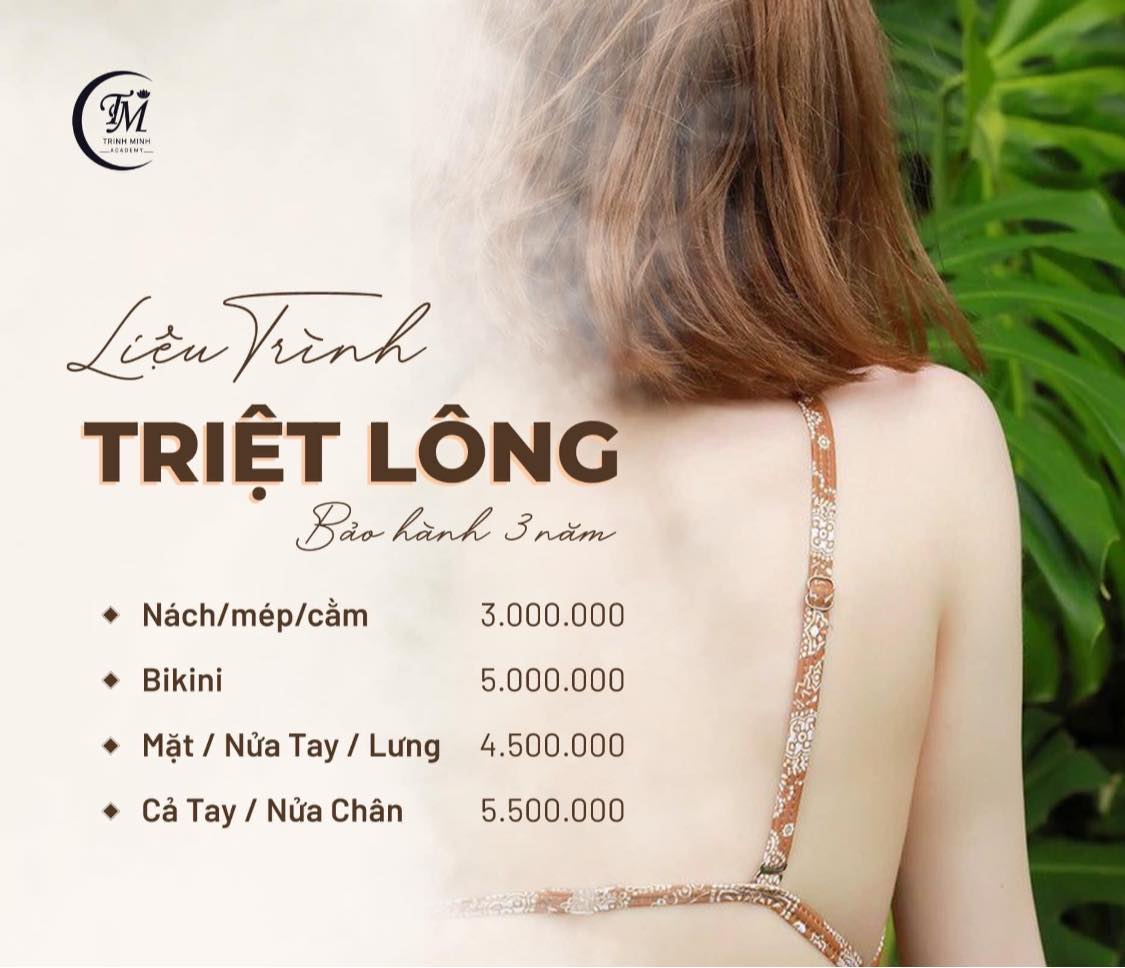 TM
TRINH MINH
ACADEMY
Liệu Trình
TRIỆT LÔNG
Bảo hành 3 năm
Nách/mép/cằm 3.000.000
Bikini 5.000.000
Mặt / Nửa Tay / Lưng 4.500.000
Cả Tay / Nửa Chân 5.500.000